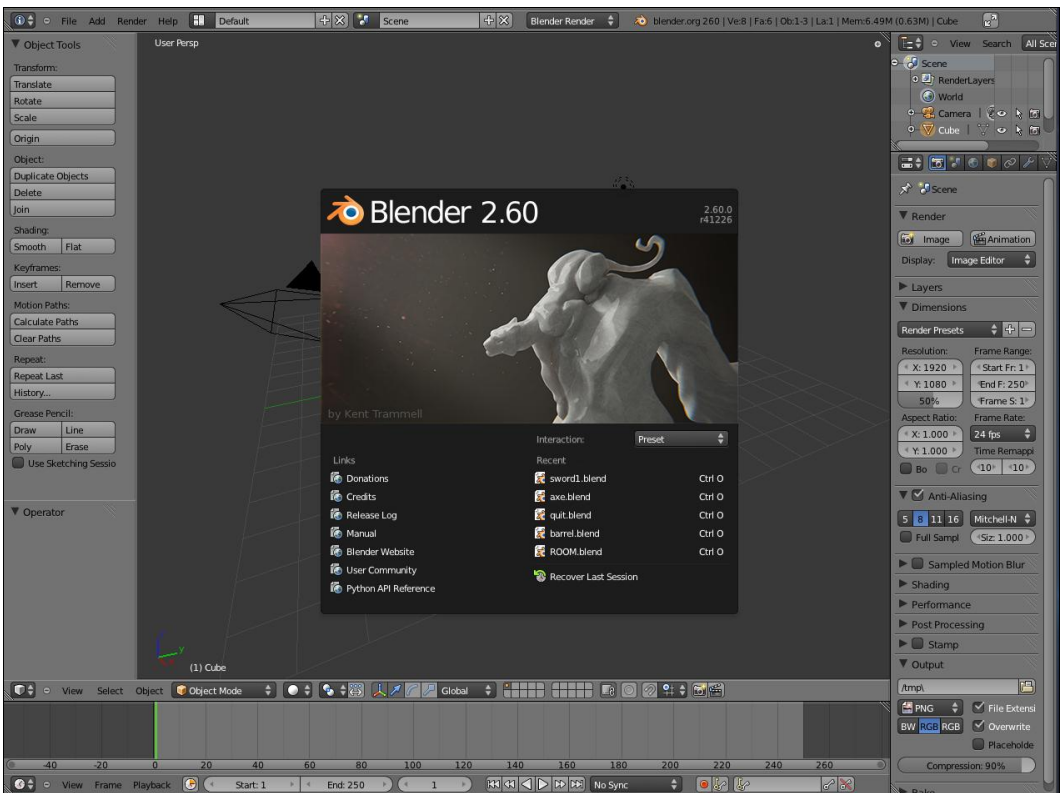 File Add Render Help Default Scene Blender Render blender.org 260 | Ve:8 | Fa:6 | Ob:1-3 | La:1 | Mem:6.49M (0.63M) | Cube
Object Tools
Transform:
Translate
Rotate
Scale
Origin
Object:
Duplicate Objects
Delete
Join
Shading:
Smooth Flat
Keyframes:
Insert Remove
Motion Paths:
Calculate Paths
Clear Paths
Repeat:
Repeat Last
History...
Grease Pencil:
Draw Line
Poly Erase
Use Sketching Sessio
Operator
User Persp
Blender 2.60
2.60.0
r41226
by Kent Trammell
Interaction: Preset
Links
Donations
Credits
Release Log
Manual
Blender Website
User Community
Python API Reference
Recent
sword1.blend Ctrl O
axe.blend Ctrl O
quit.blend Ctrl O
barrel.blend Ctrl O
ROOM.blend Ctrl O
Recover Last Session
y
(1) Cube
View Select Object Object Mode Global
-40 -20 0 20 40 60 80 100 120 140 160 180 200 220 240 260
View Frame Playback Start: 1 End: 250 1 No Sync
View Search All Scer
Scene
RenderLayers
World
Camera
Cube
Scene
Render
Image Animation
Display: Image Editor
Layers
Dimensions
Render Presets
Resolution: Frame Range:
X: 1920 Start Fr: 1
Y: 1080 End F: 250
50% Frame S: 1
Aspect Ratio: Frame Rate:
X: 1.000 24 fps
Y: 1.000 Time Remappi
Bo Cr 10 10
Anti-Aliasing
5 8 11 16 Mitchell-N
Full Sampl Siz: 1.000
Sampled Motion Blur
Shading
Performance
Post Processing
Stamp
Output
/tmp\
PNG File Extensi
BW RGB RGB Overwrite
Placeholde
Compression: 90%
Bake